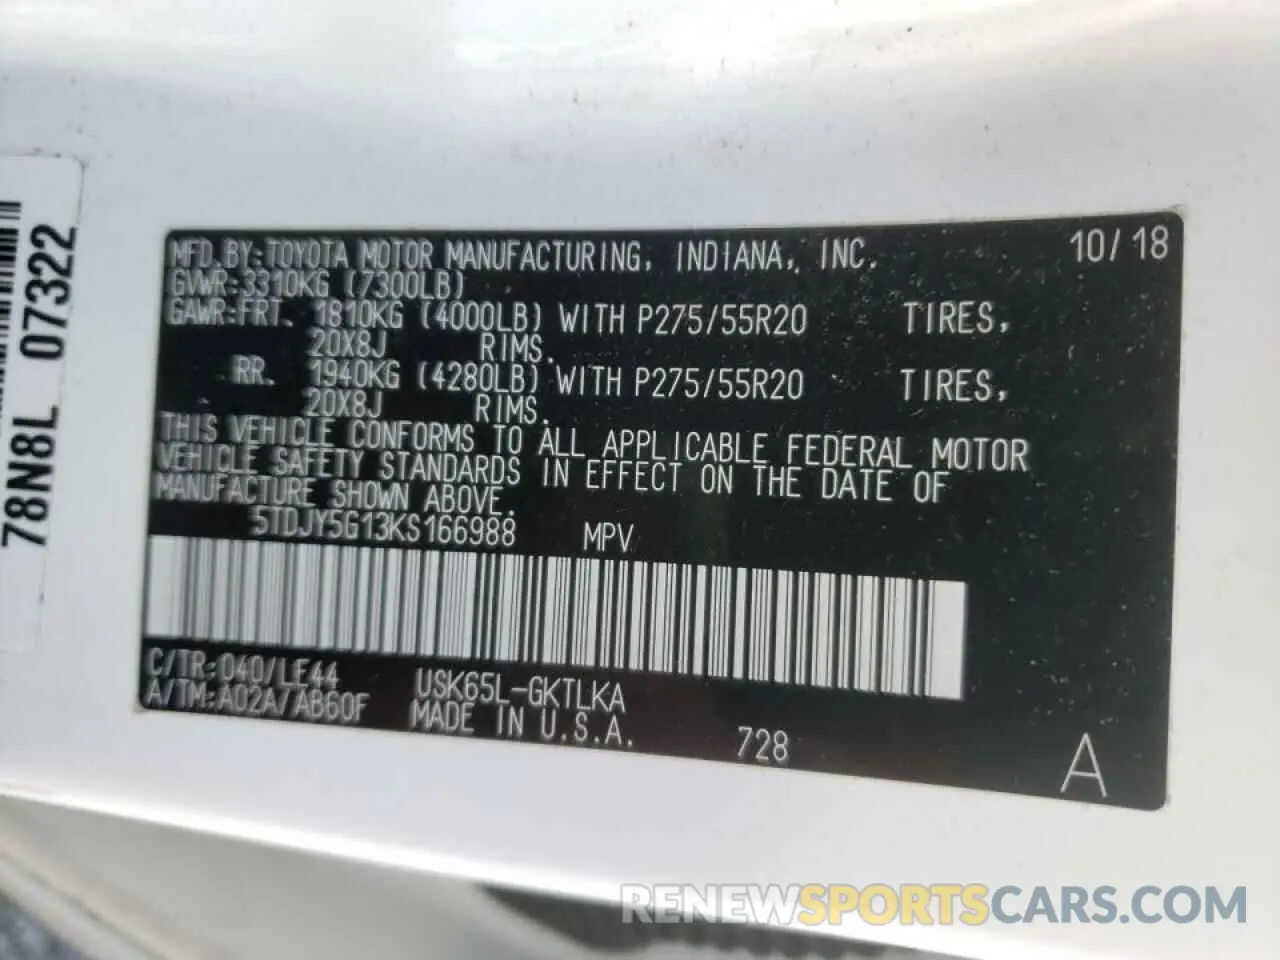 78N8L 07322
MFD.BY:TOYOTA MOTOR MANUFACTURING, INDIANA, INC. 10/18
GVWR:3310KG (7300LB)
GAWR:FRT. 1810KG (4000LB) WITH P275/55R20 TIRES,
20X8J RIMS.
RR. 1940KG (4280LB) WITH P275/55R20 TIRES,
20X8J RIMS.
THIS VEHICLE CONFORMS TO ALL APPLICABLE FEDERAL MOTOR
VEHICLE SAFETY STANDARDS IN EFFECT ON THE DATE OF
MANUFACTURE SHOWN ABOVE.
5TDJY5G13KS166988 MPV
C/TR:040/LE44 USK65L-GKTLKA
A/TM:A02A/AB60F MADE IN U.S.A. 728 A
RENEWSPORTSCARS.COM